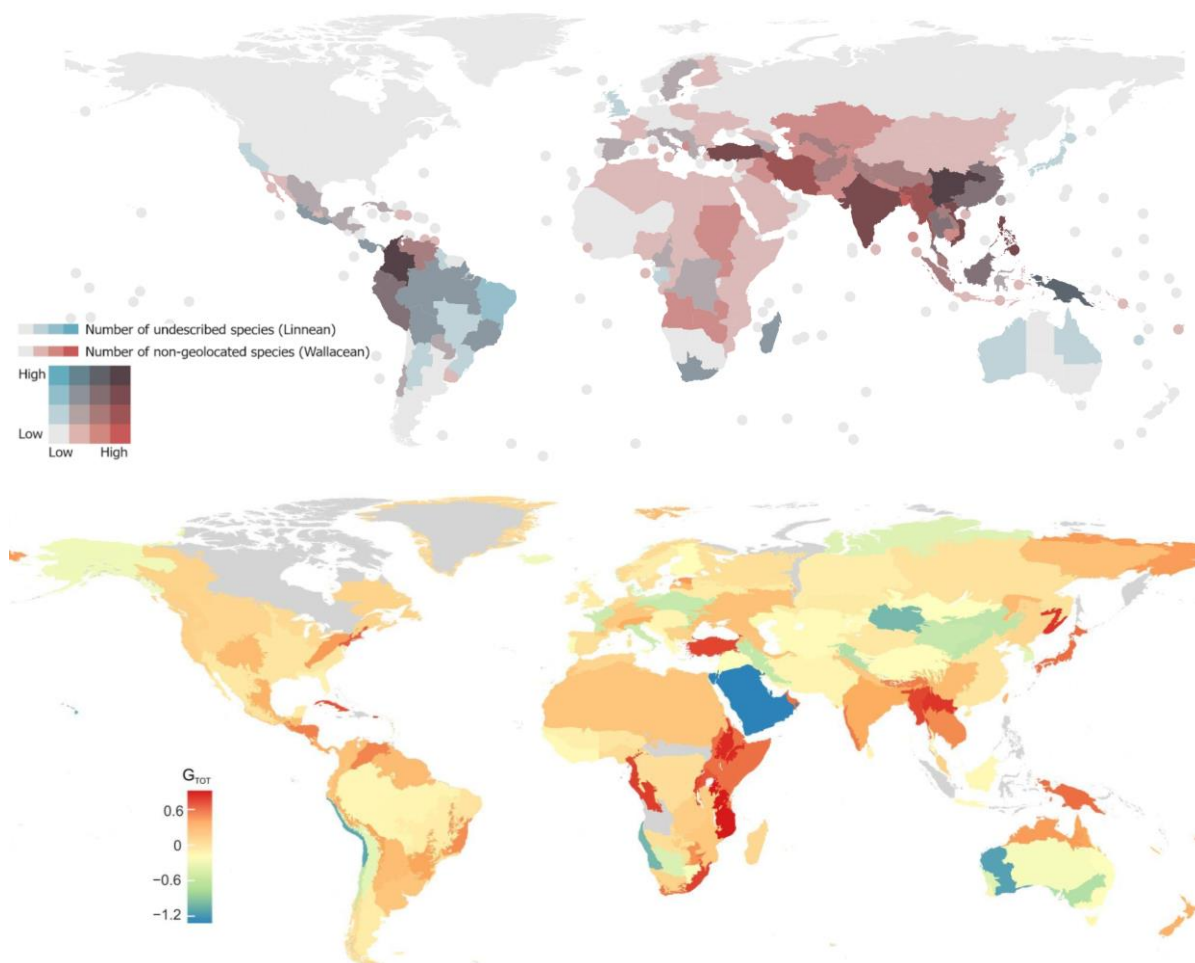 Number of undescribed species (Linnean)
Number of non-geolocated species (Wallacean)
High
Low
Low High
G_TOT
0.6
0
−0.6
−1.2